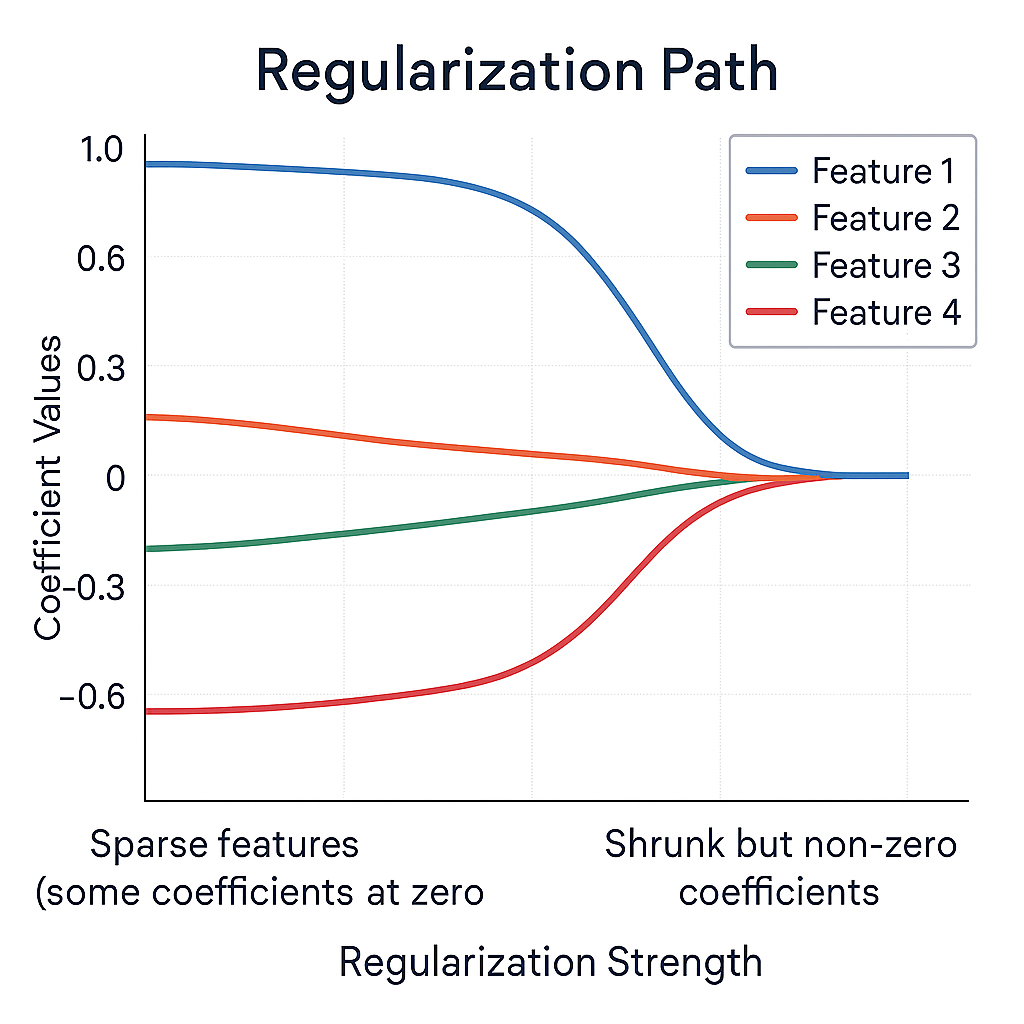 Regularization Path
1.0
0.6
0.3
0
-0.3
−0.6
Coefficient Values
Feature 1
Feature 2
Feature 3
Feature 4
Sparse features
(some coefficients at zero
Shrunk but non-zero
coefficients
Regularization Strength